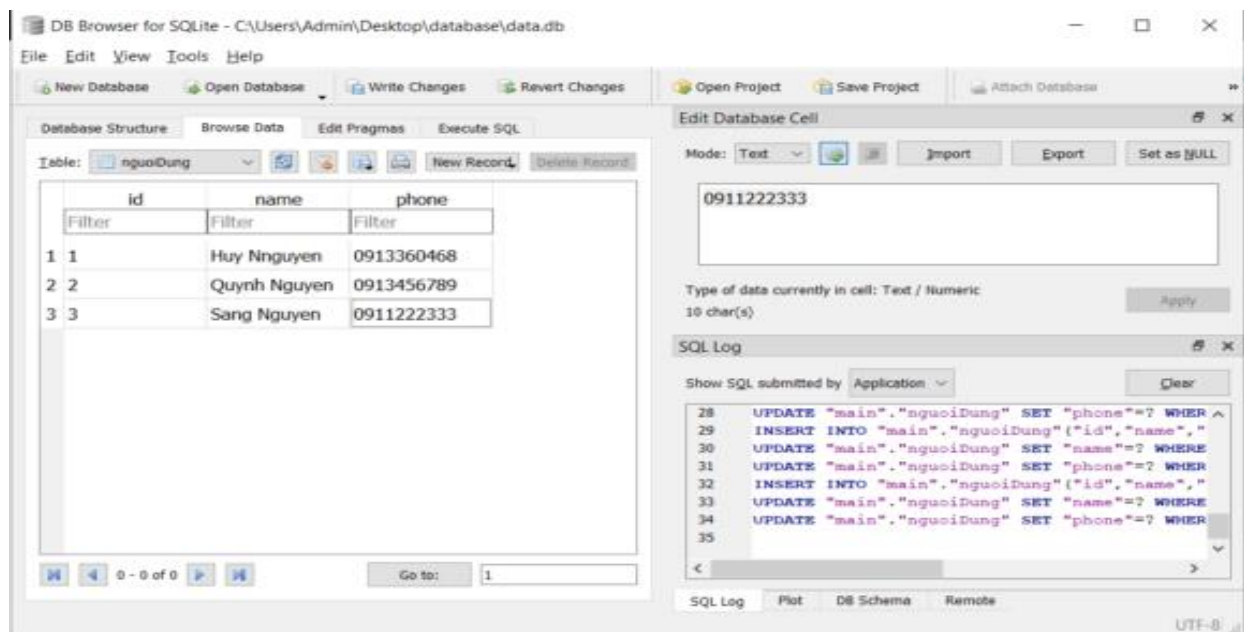 DB Browser for SQLite - C:\Users\Admin\Desktop\database\data.db
File Edit View Tools Help
New Database Open Database Write Changes Revert Changes Open Project Save Project Attach Database
Database Structure Browse Data Edit Pragmas Execute SQL
Table: nguoiDung New Record Delete Record
id name phone
Filter Filter Filter
1 1 Huy Nnguyen 0913360468
2 2 Quynh Nguyen 0913456789
3 3 Sang Nguyen 0911222333
0 - 0 of 0 Go to: 1
Edit Database Cell
Mode: Text Import Export Set as NULL
0911222333
Type of data currently in cell: Text / Numeric
10 char(s)
Apply
SQL Log
Show SQL submitted by Application Clear
28 UPDATE "main"."nguoiDung" SET "phone"=? WHER
29 INSERT INTO "main"."nguoiDung"("id","name","
30 UPDATE "main"."nguoiDung" SET "name"=? WHERE
31 UPDATE "main"."nguoiDung" SET "phone"=? WHER
32 INSERT INTO "main"."nguoiDung"("id","name","
33 UPDATE "main"."nguoiDung" SET "name"=? WHERE
34 UPDATE "main"."nguoiDung" SET "phone"=? WHER
35
SQL Log Plot DB Schema Remote
UTF-8